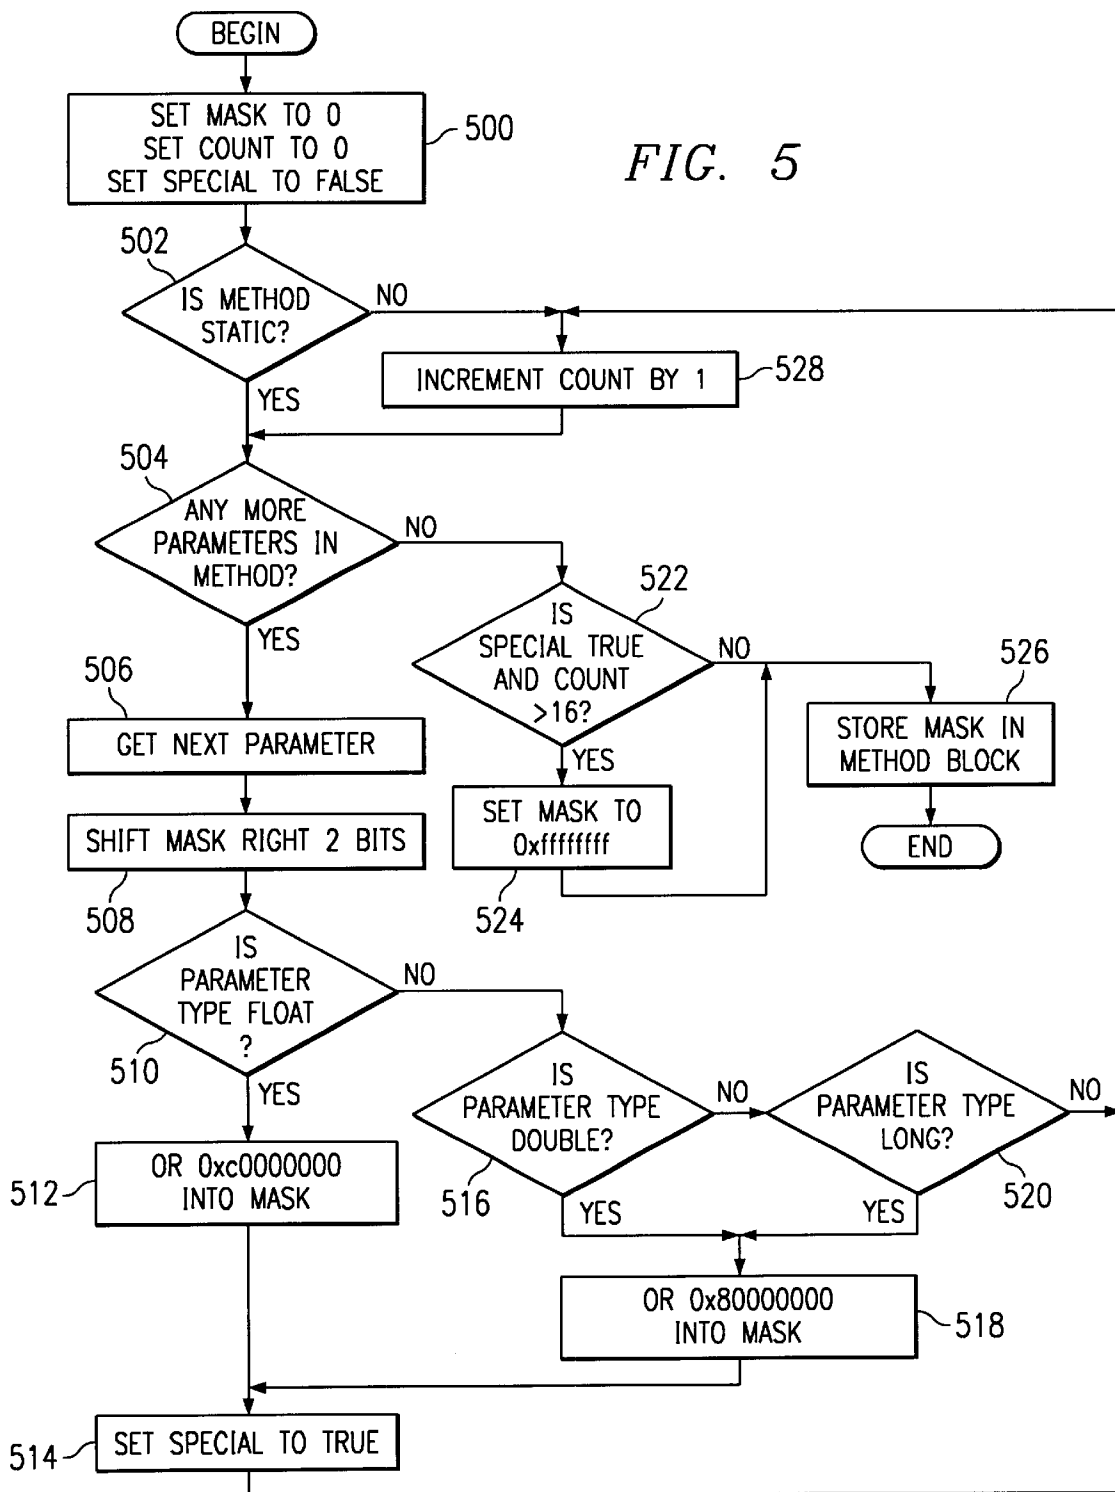 BEGIN
SET MASK TO 0
SET COUNT TO 0
SET SPECIAL TO FALSE
500
FIG. 5
502
IS METHOD
STATIC?
NO
YES
INCREMENT COUNT BY 1
528
504
ANY MORE
PARAMETERS IN
METHOD?
NO
YES
522
IS
SPECIAL TRUE
AND COUNT
>16?
NO
YES
526
STORE MASK IN
METHOD BLOCK
END
506
GET NEXT PARAMETER
SET MASK TO
0xffffffff
524
SHIFT MASK RIGHT 2 BITS
508
IS
PARAMETER
TYPE FLOAT
?
NO
YES
510
IS
PARAMETER TYPE
DOUBLE?
NO
YES
516
IS
PARAMETER TYPE
LONG?
NO
YES
520
512
OR 0xc0000000
INTO MASK
OR 0x80000000
INTO MASK
518
514
SET SPECIAL TO TRUE